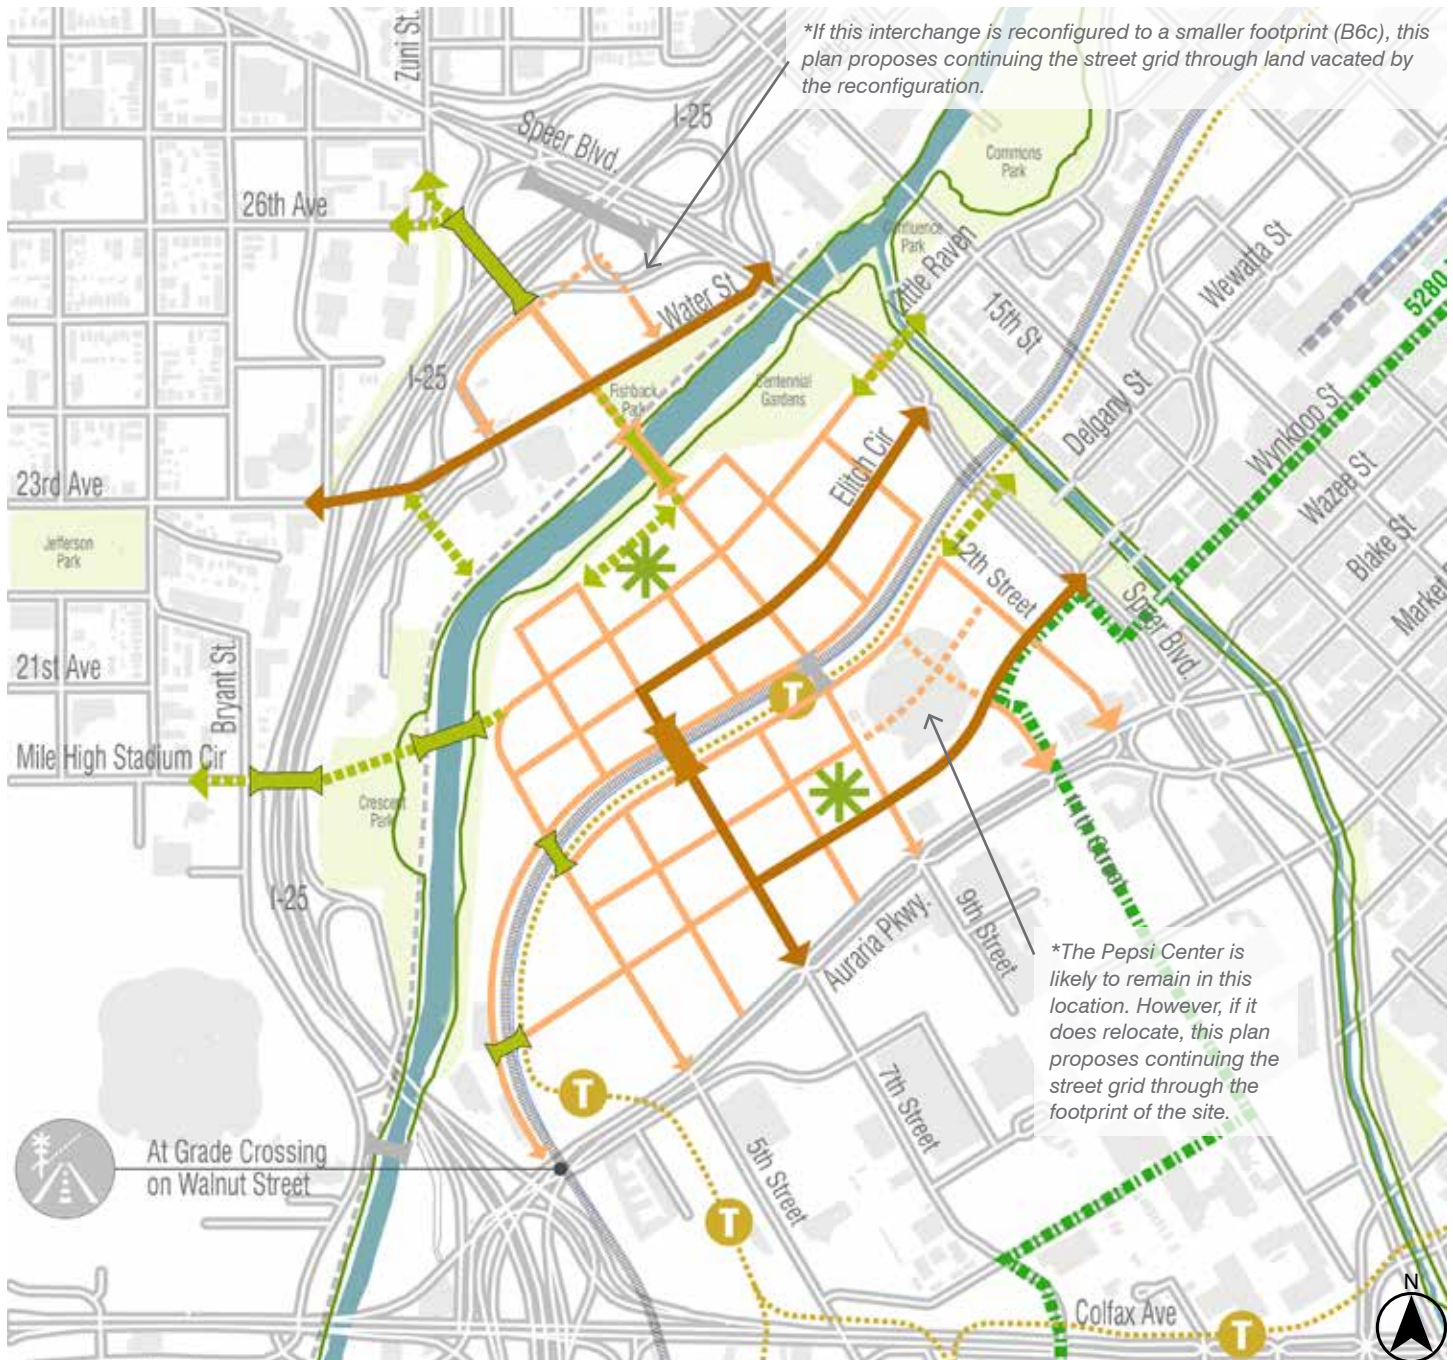 *If this interchange is reconfigured to a smaller footprint (B6c), this
plan proposes continuing the street grid through land vacated by
the reconfiguration.
Zuni St.
I-25
Speer Blvd.
Commons
Park
26th Ave
Confluence
Park
Little Raven
Wewatta St
5280
15th St
Water St
I-25
Fishback
Park
Centennial
Gardens
Delgany St
Wynkoop St
Elitch Cir
23rd Ave
Wazee St
Jefferson
Park
Blake St
12th Street
Market
Speer Blvd.
21st Ave
Bryant St.
T
Mile High Stadium Cir
Crescent
Park
11th Street
I-25
9th Street
Auraria Pkwy.
*The Pepsi Center is
likely to remain in this
location. However, if it
does relocate, this plan
proposes continuing the
street grid through the
footprint of the site.
T
7th Street
At Grade Crossing
on Walnut Street
5th Street
T
N
Colfax Ave
T